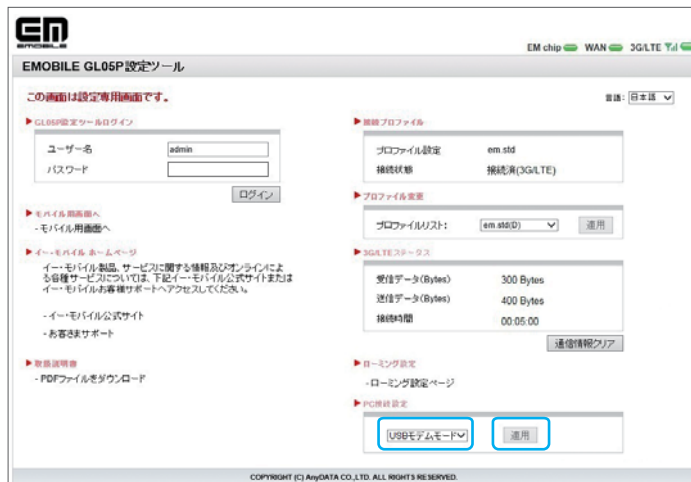 EM
EMOBILE
EM chip WAN 3G/LTE
EMOBILE GL05P設定ツール
この画面は設定専用画面です。
言語: 日本語
GL05P設定ツールログイン
ユーザー名 admin
パスワード
ログイン
モバイル用画面へ
-モバイル用画面へ
イー・モバイル ホームページ
イー・モバイル製品、サービスに関する情報及びオンラインによ
る各種サービスについては、下記イー・モバイル公式サイトまたは
イー・モバイルお客様サポートへアクセスしてください。
-イー・モバイル公式サイト
-お客さまサポート
取扱説明書
-PDFファイルをダウンロード
接続プロファイル
プロファイル設定 em.std
接続状態 接続済(3G/LTE)
プロファイル変更
プロファイルリスト: em.std(D) 適用
3G/LTEステータス
受信データ(Bytes) 300 Bytes
送信データ(Bytes) 400 Bytes
接続時間 00:05:00
通信情報クリア
ローミング設定
-ローミング設定ページ
PC接続設定
USBモデムモード 適用
COPYRIGHT (C) AnyDATA CO.,LTD. ALL RIGHTS RESERVED.